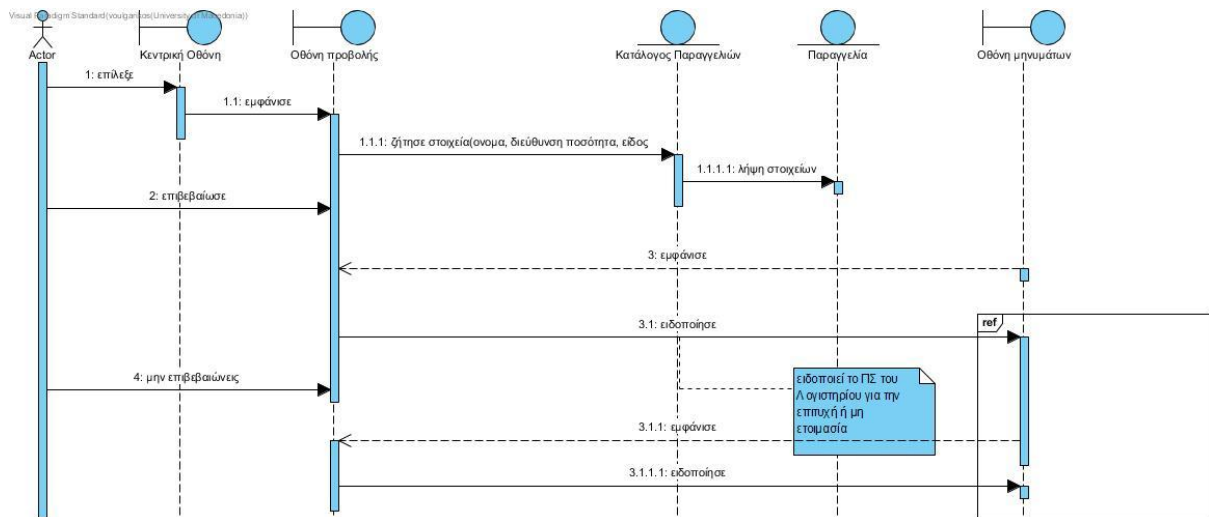 Visual Paradigm Standard(voulgarikos(University of Macedonia))
Actor
Κεντρική Οθόνη
Οθόνη προβολής
Κατάλογος Παραγγελιών
Παραγγελία
Οθόνη μηνυμάτων
1: επίλεξε
1.1: εμφάνισε
1.1.1: ζήτησε στοιχεία(ονομα, διεύθυνση ποσότητα, είδος
1.1.1.1: λήψη στοιχείων
2: επιβεβαίωσε
3: εμφάνισε
3.1: ειδοποίησε
ref
4: μην επιβεβαιώνεις
ειδοποιεί το ΠΣ του
Λογιστηρίου για την
επιτυχή ή μη
ετοιμασία
3.1.1: εμφάνισε
3.1.1.1: ειδοποίησε